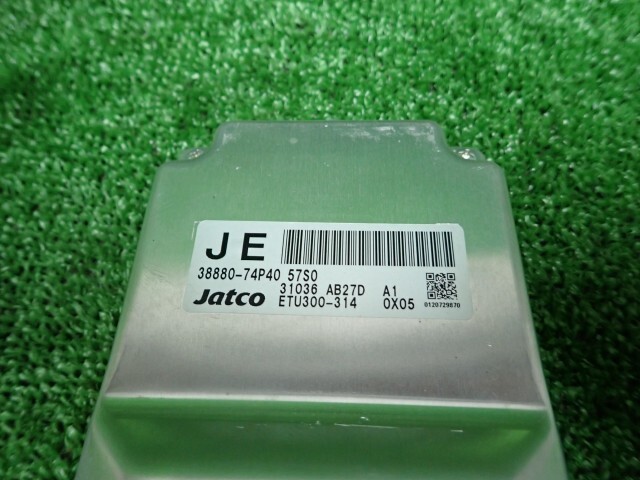 JE
38880-74P40 57S0
31036 AB27D A1
Jatco ETU300-314 0X05
0120729870